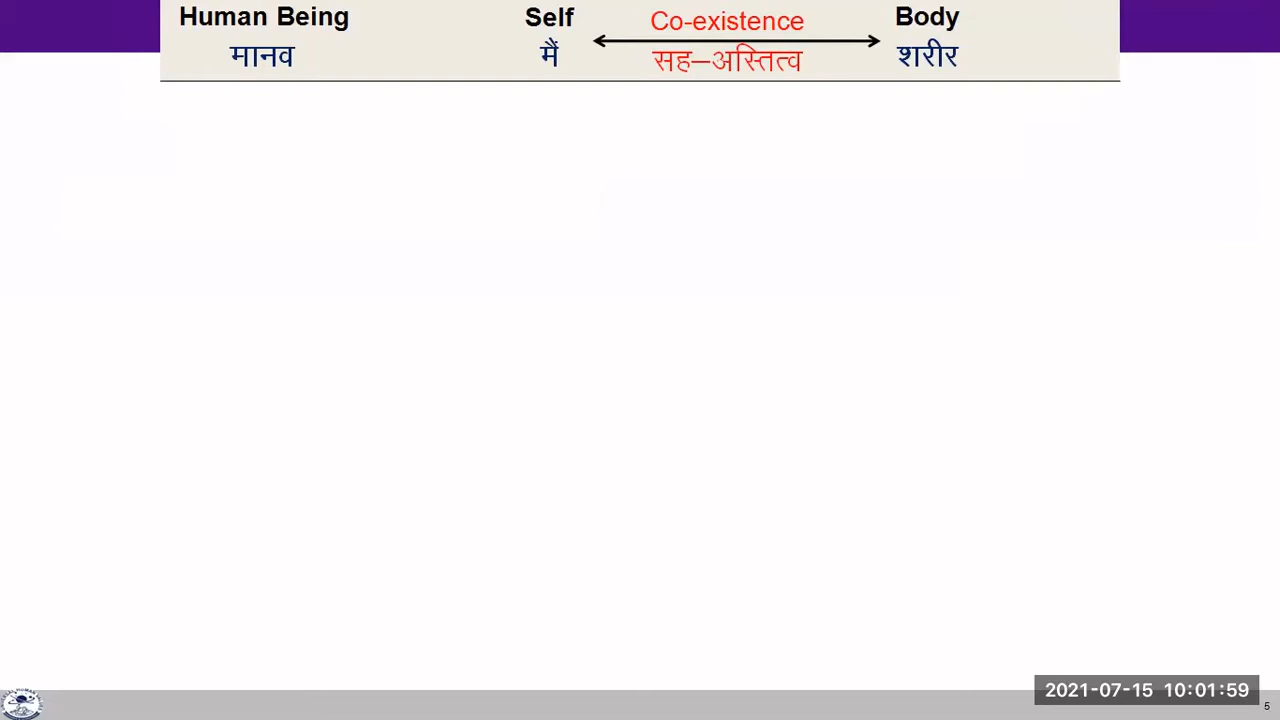 Human Being Self Co-existence Body
मानव मैं सह–अस्तित्व शरीर
2021-07-15 10:01:59
5